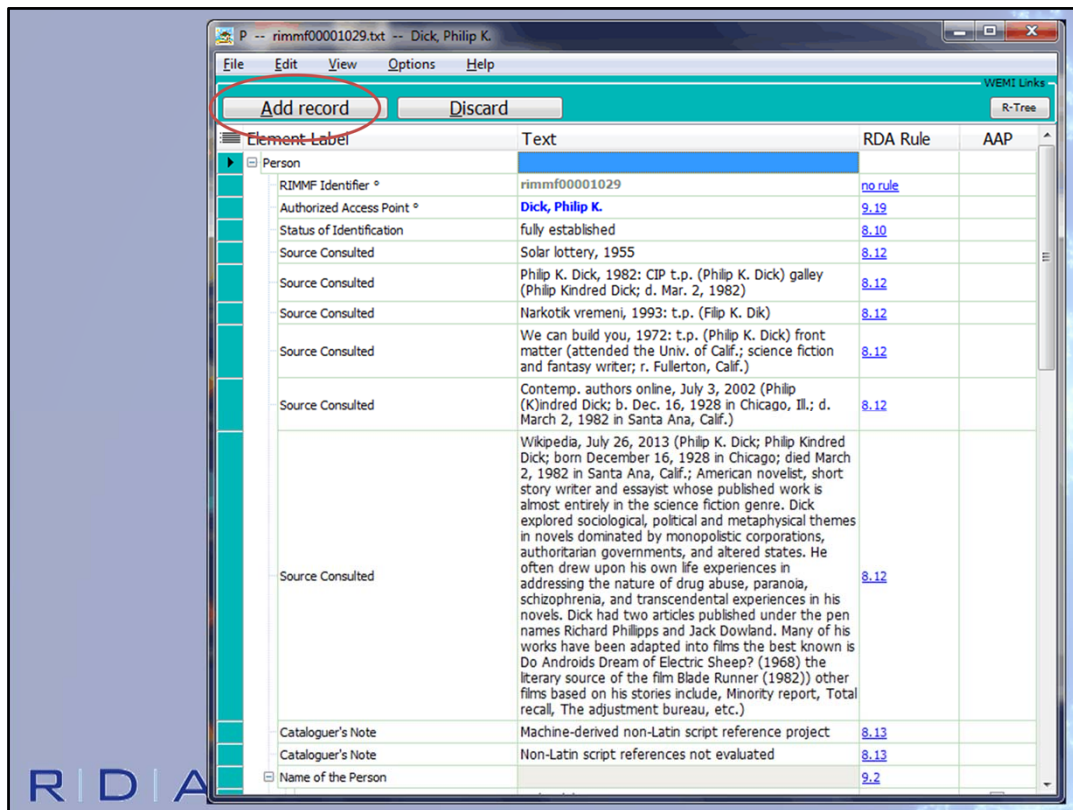 P -- rimmf00001029.txt -- Dick, Philip K.
File Edit View Options Help
WEMI Links
Add record Discard R-Tree
Element Label Text RDA Rule AAP
Person
RIMMF Identifier ° rimmf00001029 no rule
Authorized Access Point ° Dick, Philip K. 9.19
Status of Identification fully established 8.10
Source Consulted Solar lottery, 1955 8.12
Source Consulted Philip K. Dick, 1982: CIP t.p. (Philip K. Dick) galley
(Philip Kindred Dick; d. Mar. 2, 1982) 8.12
Source Consulted Narkotik vremeni, 1993: t.p. (Filip K. Dik) 8.12
Source Consulted We can build you, 1972: t.p. (Philip K. Dick) front
matter (attended the Univ. of Calif.; science fiction 8.12
and fantasy writer; r. Fullerton, Calif.)
Source Consulted Contemp. authors online, July 3, 2002 (Philip
(K)indred Dick; b. Dec. 16, 1928 in Chicago, Ill.; d. 8.12
March 2, 1982 in Santa Ana, Calif.)
Source Consulted Wikipedia, July 26, 2013 (Philip K. Dick; Philip Kindred
Dick; born December 16, 1928 in Chicago; died March
2, 1982 in Santa Ana, Calif.; American novelist, short
story writer and essayist whose published work is
almost entirely in the science fiction genre. Dick
explored sociological, political and metaphysical themes
in novels dominated by monopolistic corporations,
authoritarian governments, and altered states. He
often drew upon his own life experiences in
addressing the nature of drug abuse, paranoia, 8.12
schizophrenia, and transcendental experiences in his
novels. Dick had two articles published under the pen
names Richard Phillipps and Jack Dowland. Many of his
works have been adapted into films the best known is
Do Androids Dream of Electric Sheep? (1968) the
literary source of the film Blade Runner (1982)) other
films based on his stories include, Minority report, Total
recall, The adjustment bureau, etc.)
Cataloguer's Note Machine-derived non-Latin script reference project 8.13
Cataloguer's Note Non-Latin script references not evaluated 8.13
Name of the Person 9.2
RDA